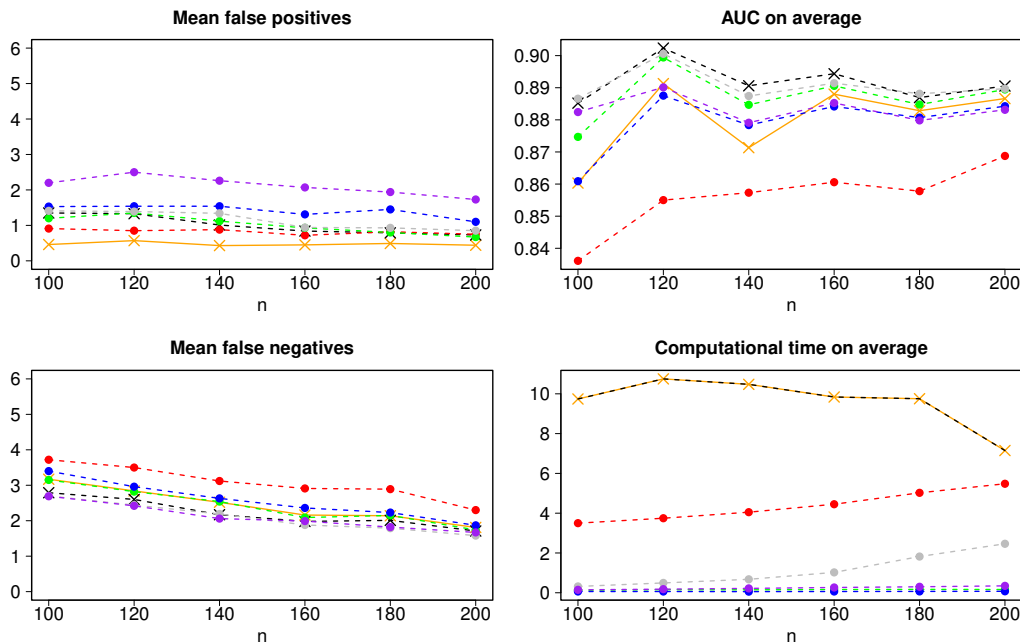 Mean false positives
6
5
4
3
2
1
0
100 120 140 160 180 200
n
AUC on average
0.90
0.89
0.88
0.87
0.86
0.85
0.84
100 120 140 160 180 200
n
Mean false negatives
6
5
4
3
2
1
0
100 120 140 160 180 200
n
Computational time on average
10
8
6
4
2
0
100 120 140 160 180 200
n